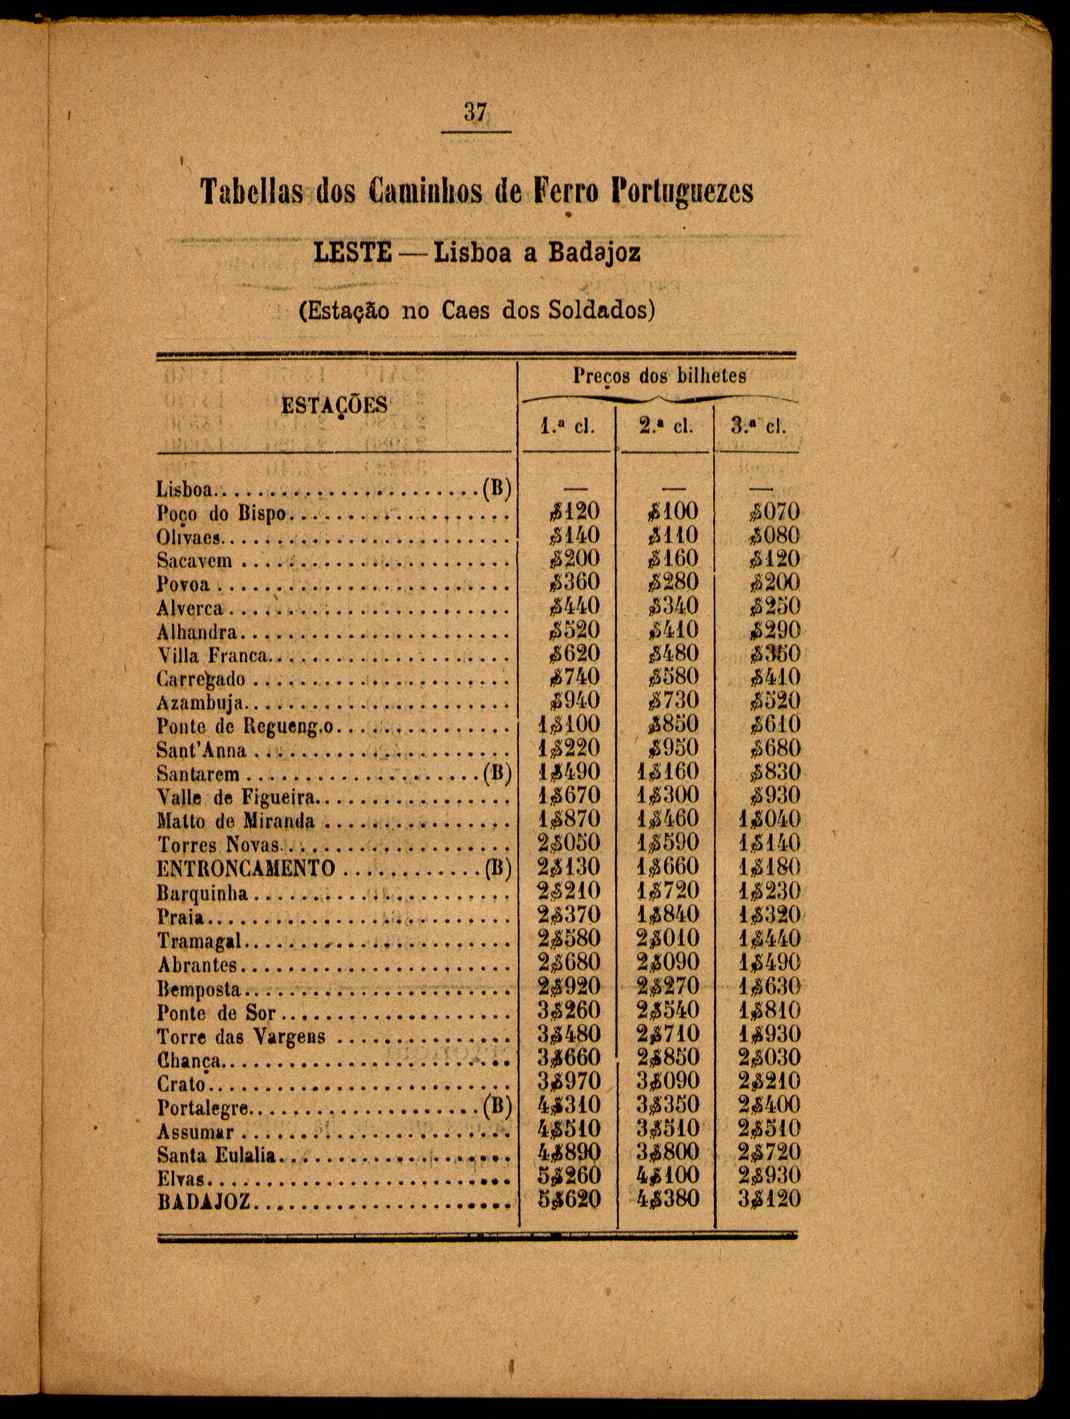 37
Tabellas dos Caminhos de Ferro Portuguezes
LESTE — Lisboa a Badajoz
(Estação no Caes dos Soldados)
ESTAÇÕES
Preços dos bilhetes
1.ª cl. 2.ª cl. 3.ª cl.
Lisboa........................(B) — — —
Poço do Bispo................... $120 $100 $070
Olivaes......................... $140 $110 $080
Sacavem ....................... $200 $160 $120
Povoa ......................... $360 $280 $200
Alverca ........................ $440 $340 $250
Alhandra....................... $520 $410 $290
Villa Franca..................... $620 $480 $360
Carregado ...................... $740 $580 $410
Azambuja....................... $940 $730 $520
Ponte de Regueng.o............... 1$100 $850 $610
Sant'Anna ...................... 1$220 $950 $680
Santarem ....................(B) 1$490 1$160 $830
Valle de Figueira................. 1$670 1$300 $930
Matto de Miranda ................ 1$870 1$460 1$040
Torres Novas.................... 2$050 1$590 1$140
ENTRONCAMENTO ............(B) 2$130 1$660 1$180
Barquinha ...................... 2$210 1$720 1$230
Praia.......................... 2$370 1$840 1$320
Tramagal....................... 2$580 2$010 1$440
Abrantes....................... 2$680 2$090 1$490
Bemposta....................... 2$920 2$270 1$630
Ponte de Sor.................... 3$260 2$540 1$810
Torre das Vargens ............... 3$480 2$710 1$930
Chança......................... 3$660 2$850 2$030
Crato.......................... 3$970 3$090 2$210
Portalegre....................(B) 4$310 3$350 2$400
Assumar ....................... 4$510 3$510 2$510
Santa Eulalia.................... 4$890 3$800 2$720
Elvas.......................... 5$260 4$100 2$930
BADAJOZ...................... 5$620 4$380 3$120